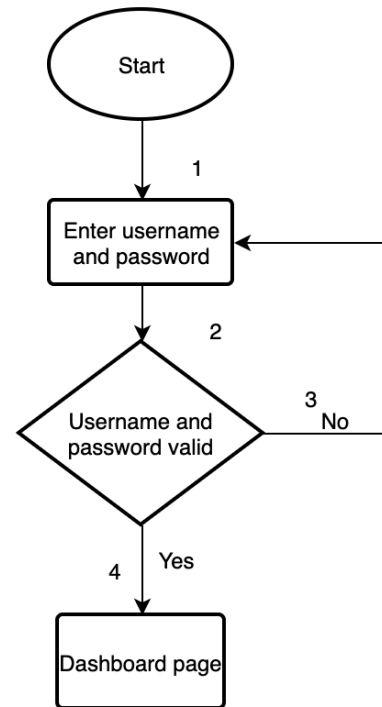 Start
1
Enter username
and password
2
Username and
password valid
3
No
4
Yes
Dashboard page